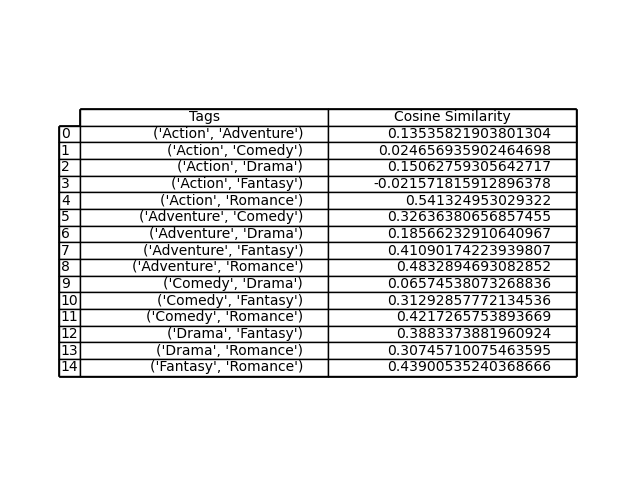 Tags Cosine Similarity
0 ('Action', 'Adventure') 0.13535821903801304
1 ('Action', 'Comedy') 0.024656935902464698
2 ('Action', 'Drama') 0.15062759305642717
3 ('Action', 'Fantasy') -0.021571815912896378
4 ('Action', 'Romance') 0.541324953029322
5 ('Adventure', 'Comedy') 0.32636380656857455
6 ('Adventure', 'Drama') 0.18566232910640967
7 ('Adventure', 'Fantasy') 0.41090174223939807
8 ('Adventure', 'Romance') 0.4832894693082852
9 ('Comedy', 'Drama') 0.06574538073268836
10 ('Comedy', 'Fantasy') 0.31292857772134536
11 ('Comedy', 'Romance') 0.4217265753893669
12 ('Drama', 'Fantasy') 0.3883373881960924
13 ('Drama', 'Romance') 0.30745710075463595
14 ('Fantasy', 'Romance') 0.43900535240368666